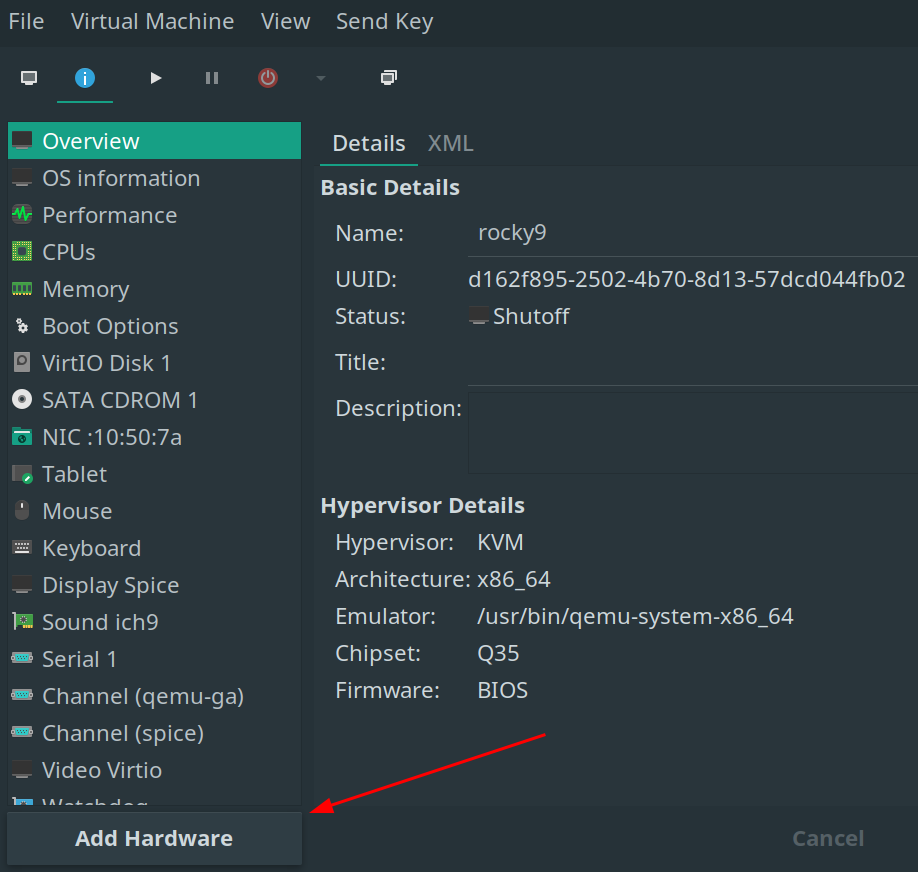 File Virtual Machine View Send Key
Overview
OS information
Performance
CPUs
Memory
Boot Options
VirtIO Disk 1
SATA CDROM 1
NIC :10:50:7a
Tablet
Mouse
Keyboard
Display Spice
Sound ich9
Serial 1
Channel (qemu-ga)
Channel (spice)
Video Virtio
Watchdog
Add Hardware
Details XML
Basic Details
Name: rocky9
UUID: d162f895-2502-4b70-8d13-57dcd044fb02
Status: Shutoff
Title:
Description:
Hypervisor Details
Hypervisor: KVM
Architecture: x86_64
Emulator: /usr/bin/qemu-system-x86_64
Chipset: Q35
Firmware: BIOS
Cancel